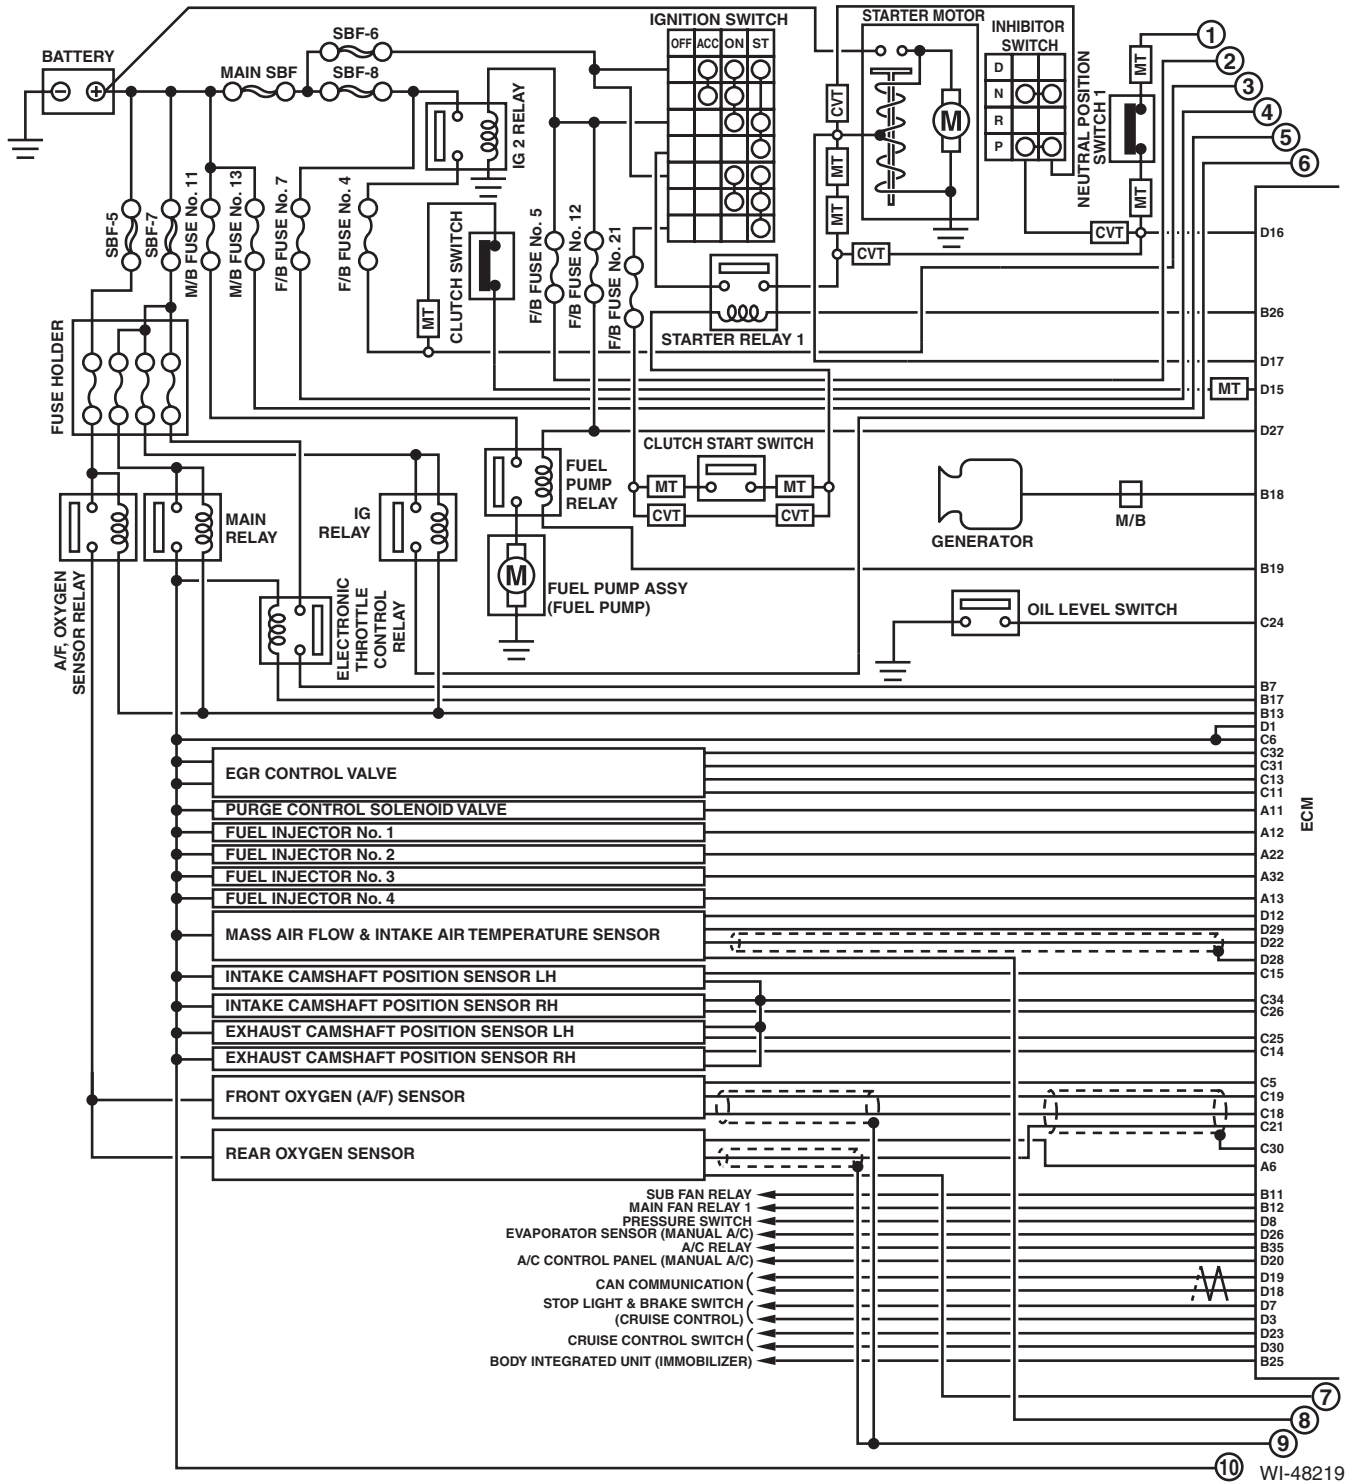 IGNITION SWITCH
STARTER MOTOR
INHIBITOR
SWITCH
SBF-6
BATTERY
MAIN SBF
SBF-8
OFF ACC ON ST
D
N
R
P
MT
CVT
MT
MT
CVT
M
NEUTRAL POSITION
SWITCH 1
MT
CVT
1
2
3
4
5
6
IG 2 RELAY
SBF-5
SBF-7
M/B FUSE No. 11
M/B FUSE No. 13
F/B FUSE No. 7
F/B FUSE No. 4
MT
CLUTCH SWITCH
F/B FUSE No. 5
F/B FUSE No. 12
F/B FUSE No. 21
STARTER RELAY 1
FUSE HOLDER
MT
D16
B26
D17
D15
D27
CLUTCH START SWITCH
MT MT
CVT CVT
FUEL
PUMP
RELAY
MAIN
RELAY
IG
RELAY
GENERATOR
M/B
B18
M
FUEL PUMP ASSY
(FUEL PUMP)
B19
A/F, OXYGEN
SENSOR RELAY
ELECTRONIC
THROTTLE
CONTROL
RELAY
OIL LEVEL SWITCH
C24
B7
B17
B13
D1
C6
EGR CONTROL VALVE
C32
C31
C13
C11
PURGE CONTROL SOLENOID VALVE
A11
FUEL INJECTOR No. 1
A12
FUEL INJECTOR No. 2
A22
FUEL INJECTOR No. 3
A32
FUEL INJECTOR No. 4
A13
ECM
MASS AIR FLOW & INTAKE AIR TEMPERATURE SENSOR
D12
D29
D22
D28
INTAKE CAMSHAFT POSITION SENSOR LH
C15
INTAKE CAMSHAFT POSITION SENSOR RH
C34
C26
EXHAUST CAMSHAFT POSITION SENSOR LH
C25
EXHAUST CAMSHAFT POSITION SENSOR RH
C14
FRONT OXYGEN (A/F) SENSOR
C5
C19
C18
C21
REAR OXYGEN SENSOR
C30
A6
SUB FAN RELAY
B11
MAIN FAN RELAY 1
B12
PRESSURE SWITCH
D8
EVAPORATOR SENSOR (MANUAL A/C)
D26
A/C RELAY
B35
A/C CONTROL PANEL (MANUAL A/C)
D20
CAN COMMUNICATION
D19
D18
STOP LIGHT & BRAKE SWITCH
(CRUISE CONTROL)
D7
D3
CRUISE CONTROL SWITCH
D23
D30
BODY INTEGRATED UNIT (IMMOBILIZER)
B25
7
8
9
10
WI-48219